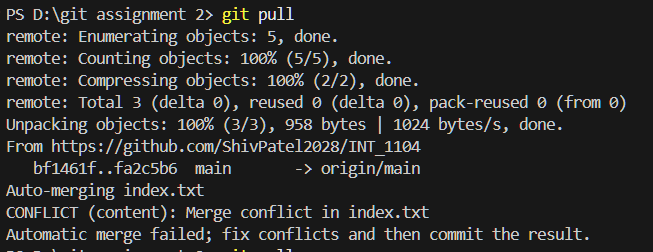 PS D:\git assignment 2> git pull
remote: Enumerating objects: 5, done.
remote: Counting objects: 100% (5/5), done.
remote: Compressing objects: 100% (2/2), done.
remote: Total 3 (delta 0), reused 0 (delta 0), pack-reused 0 (from 0)
Unpacking objects: 100% (3/3), 958 bytes | 1024 bytes/s, done.
From https://github.com/ShivPatel2028/INT_1104
   bf1461f..fa2c5b6  main       -> origin/main
Auto-merging index.txt
CONFLICT (content): Merge conflict in index.txt
Automatic merge failed; fix conflicts and then commit the result.